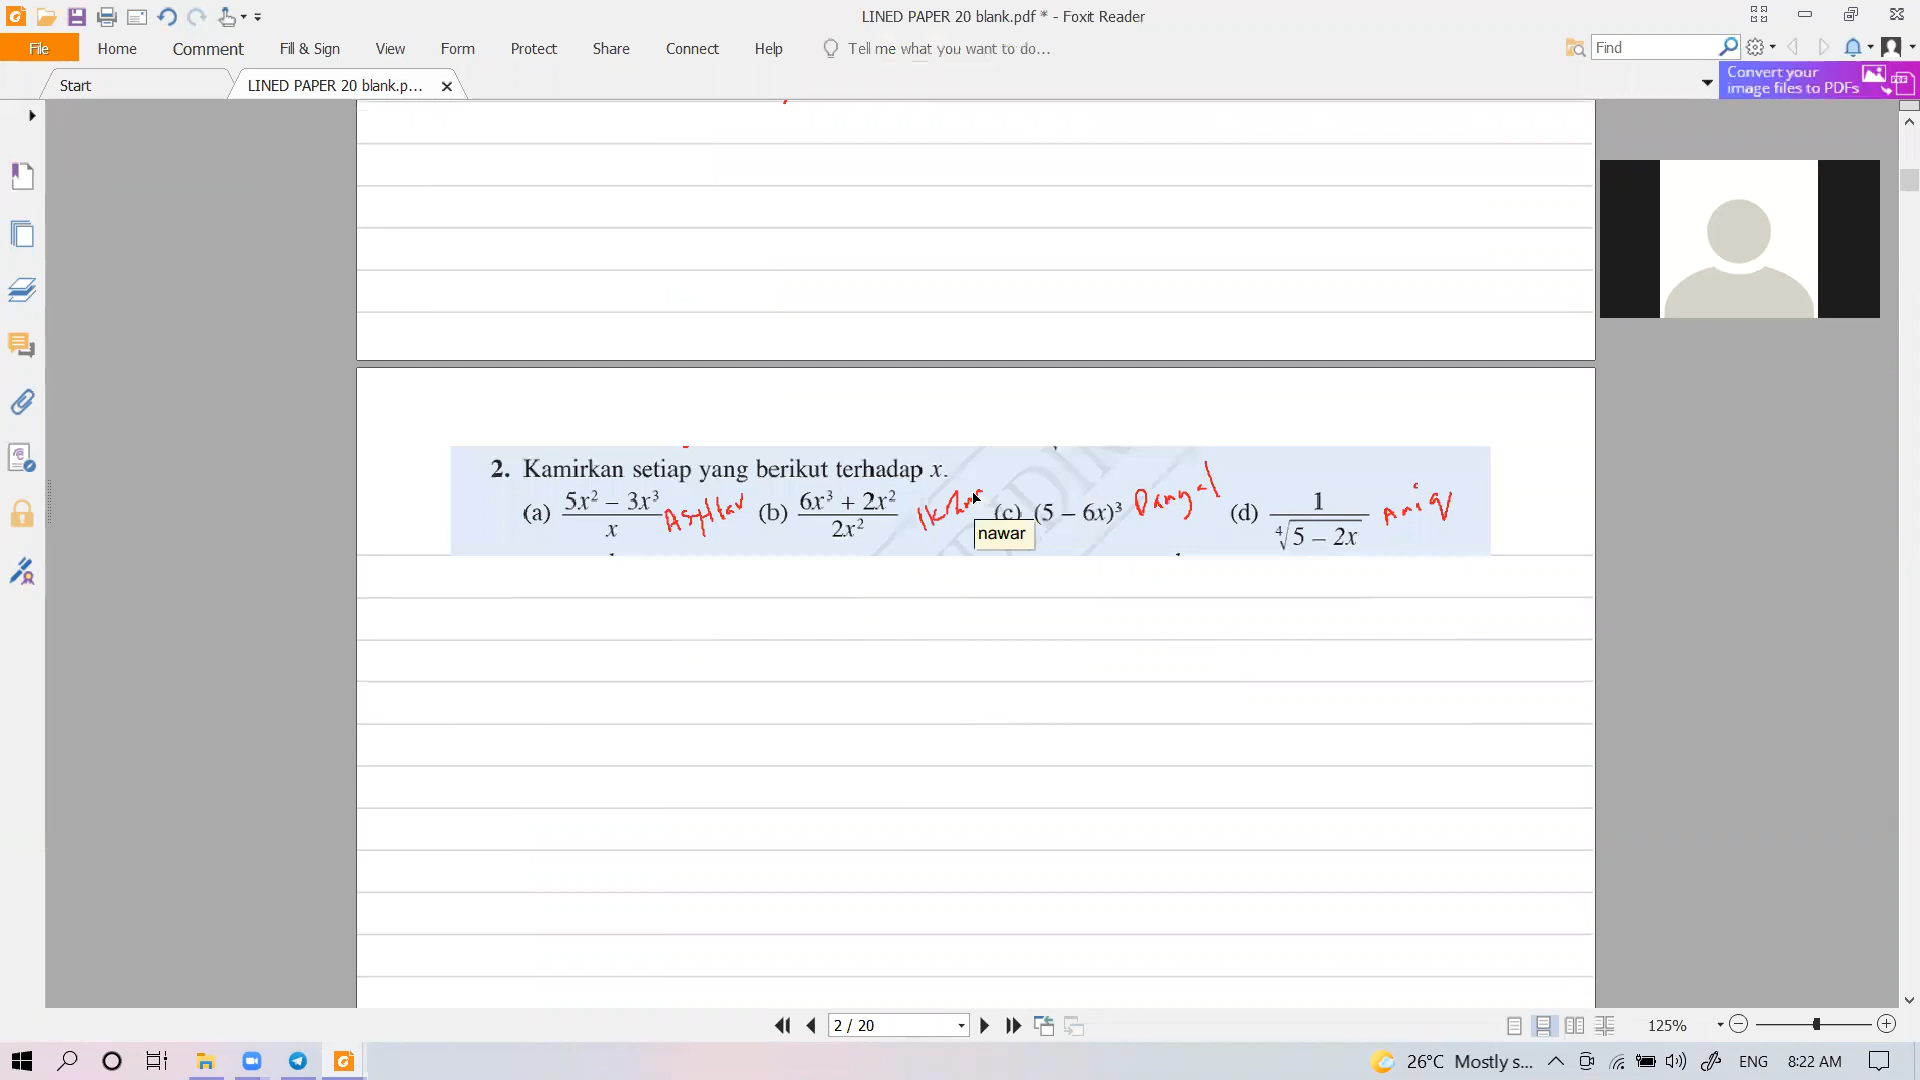 LINED PAPER 20 blank.pdf * - Foxit Reader
File Home Comment Fill & Sign View Form Protect Share Connect Help Tell me what you want to do... Find
Start LINED PAPER 20 blank.p...
Convert your
image files to PDFs
2. Kamirkan setiap yang berikut terhadap x.
(a) (5x² − 3x³)/x (b) (6x³ + 2x²)/2x² (c) (5 − 6x)³ Dangal (d) 1/⁴√(5 − 2x) Aniq
nawar
2 / 20
125%
26°C Mostly s... ENG 8:22 AM